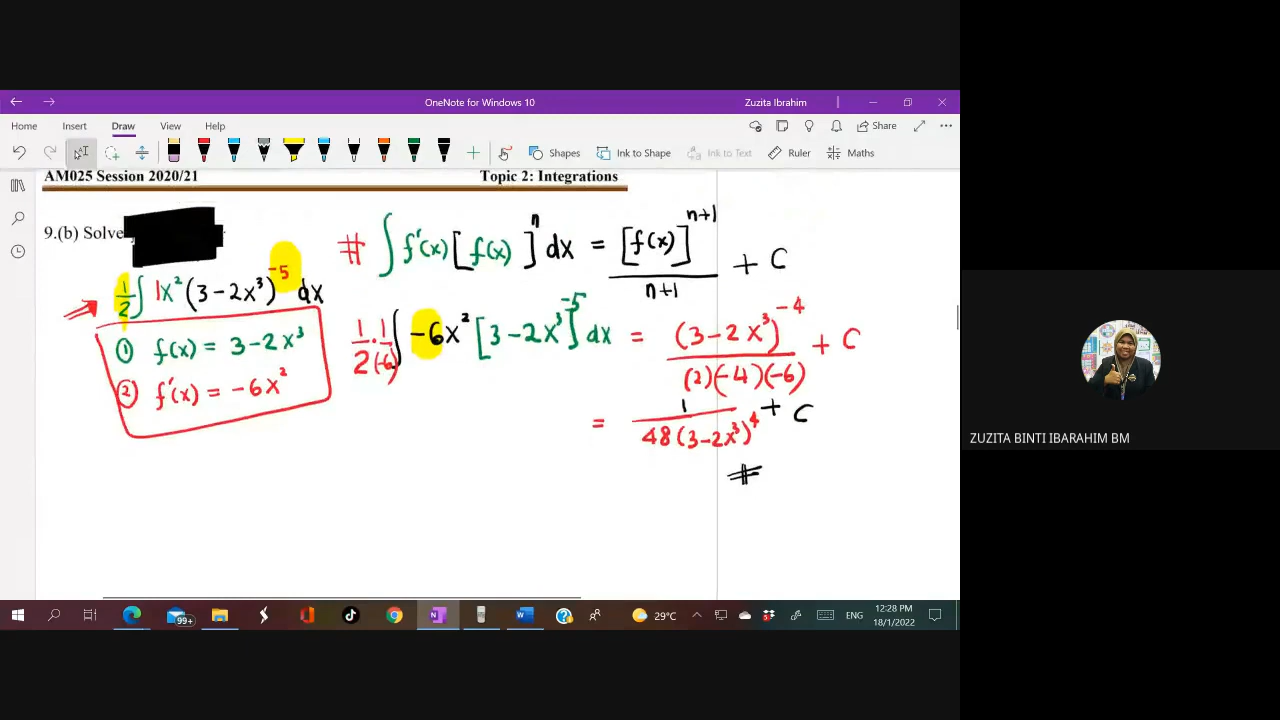 OneNote for Windows 10
Zuzita Ibrahim
Home Insert Draw View Help
Share
Shapes Ink to Shape Ink to Text Ruler Maths
AM025 Session 2020/21 Topic 2: Integrations
9.(b) Solve
# ∫ f'(x) [f(x)]^n dx = [f(x)]^(n+1) / (n+1) + C
1/2 ∫ 1x² (3-2x³)^-5 dx
① f(x) = 3-2x³
② f'(x) = -6x²
1/2 · 1/(-6) ∫ -6x² [3-2x³]^-5 dx = (3-2x³)^-4 / (2)(-4)(-6) + C
= 1 / 48(3-2x³)^4 + C
#
ZUZITA BINTI IBARAHIM BM
99+
29°C
ENG
12:28 PM
18/1/2022